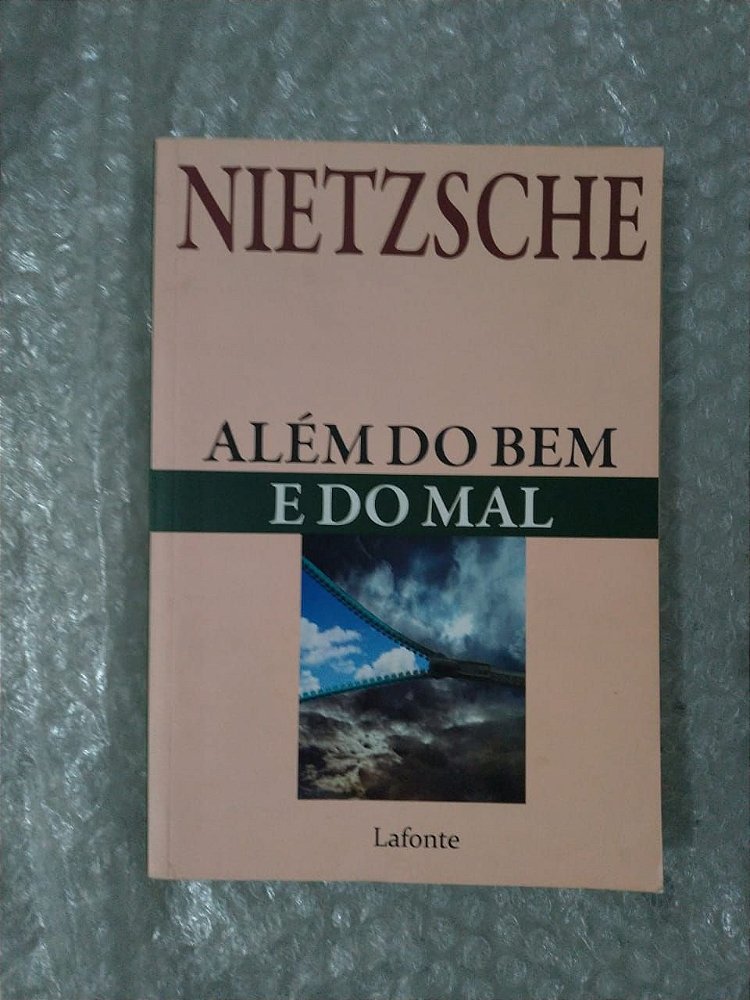 NIETZSCHE
ALÉM DO BEM
E DO MAL
Lafonte